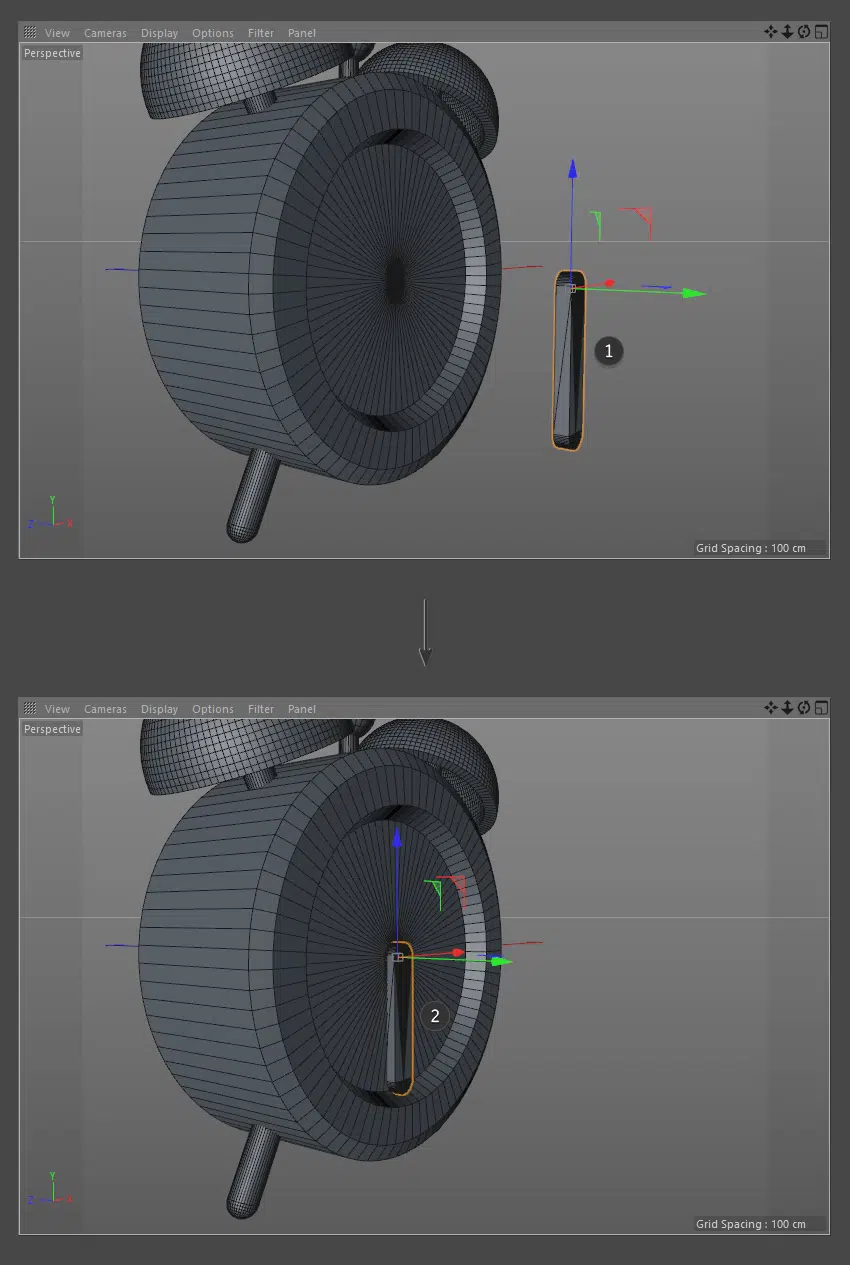 View Cameras Display Options Filter Panel
Perspective
1
Y
Z X
Grid Spacing : 100 cm
View Cameras Display Options Filter Panel
Perspective
2
Y
Z X
Grid Spacing : 100 cm